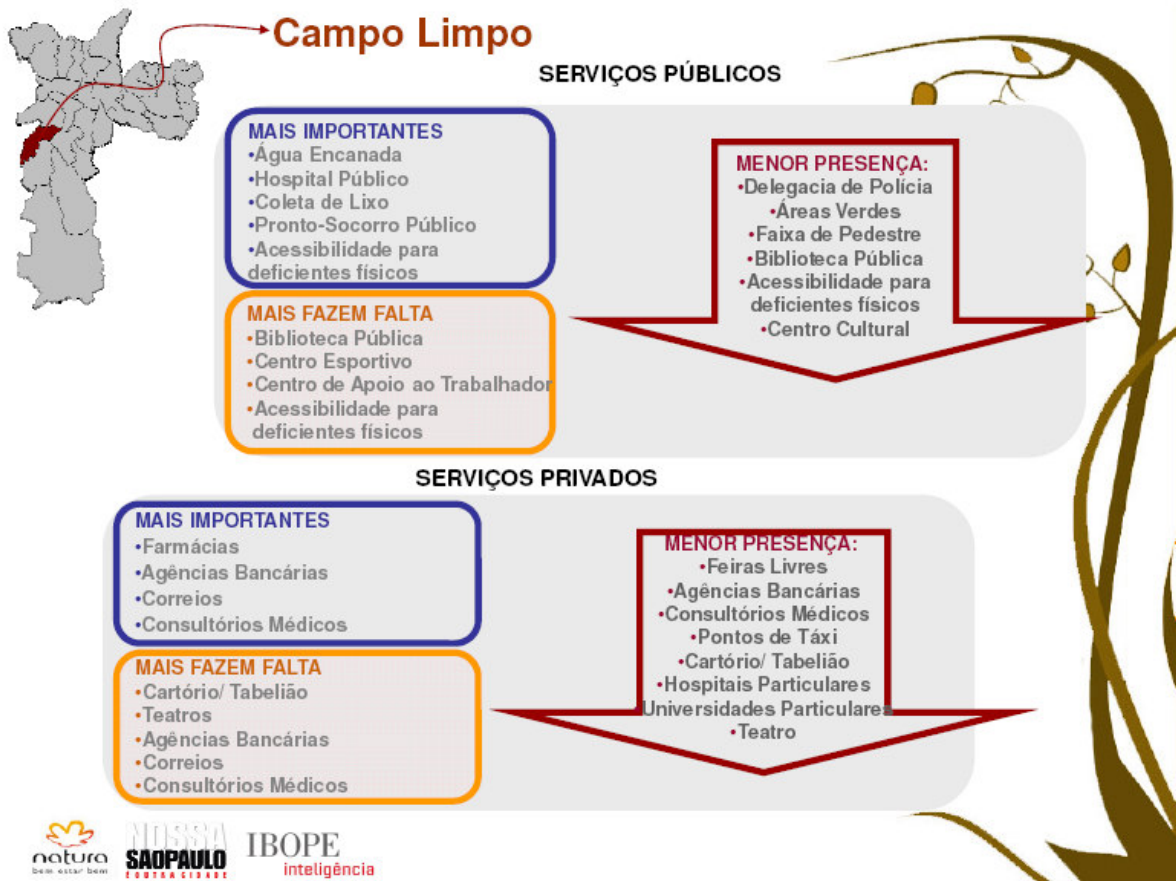 Campo Limpo
SERVIÇOS PÚBLICOS
MAIS IMPORTANTES
•Água Encanada
•Hospital Público
•Coleta de Lixo
•Pronto-Socorro Público
•Acessibilidade para
deficientes físicos
MAIS FAZEM FALTA
•Biblioteca Pública
•Centro Esportivo
•Centro de Apoio ao Trabalhador
•Acessibilidade para
deficientes físicos
MENOR PRESENÇA:
•Delegacia de Polícia
•Áreas Verdes
•Faixa de Pedestre
•Biblioteca Pública
•Acessibilidade para
deficientes físicos
•Centro Cultural
SERVIÇOS PRIVADOS
MAIS IMPORTANTES
•Farmácias
•Agências Bancárias
•Correios
•Consultórios Médicos
MAIS FAZEM FALTA
•Cartório/ Tabelião
•Teatros
•Agências Bancárias
•Correios
•Consultórios Médicos
MENOR PRESENÇA:
•Feiras Livres
•Agências Bancárias
•Consultórios Médicos
•Pontos de Táxi
•Cartório/ Tabelião
•Hospitais Particulares
•Universidades Particulares
•Teatro
natura
bem estar bem
NOSSA
SÃOPAULO
É OUTRA CIDADE
IBOPE
inteligência